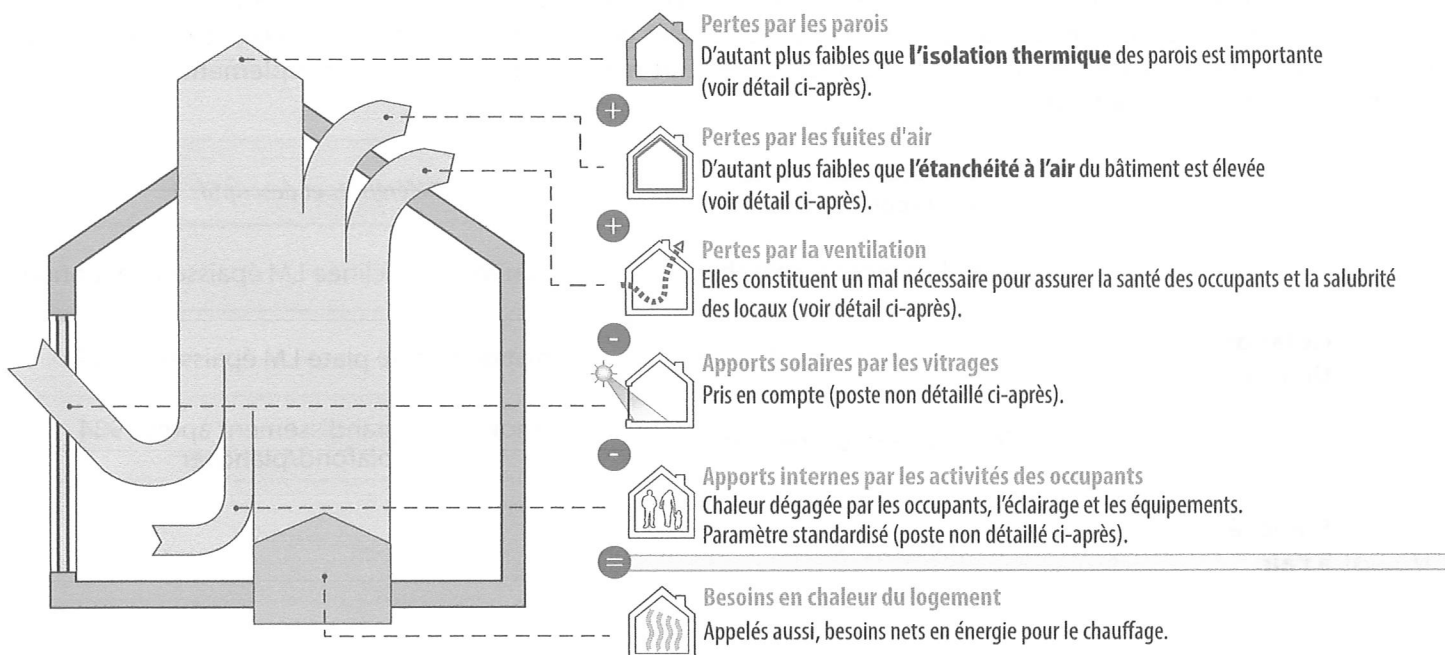 Pertes par les parois
D'autant plus faibles que l'isolation thermique des parois est importante
(voir détail ci-après).
+
Pertes par les fuites d'air
D'autant plus faibles que l'étanchéité à l'air du bâtiment est élevée
(voir détail ci-après).
+
Pertes par la ventilation
Elles constituent un mal nécessaire pour assurer la santé des occupants et la salubrité
des locaux (voir détail ci-après).
-
Apports solaires par les vitrages
Pris en compte (poste non détaillé ci-après).
-
Apports internes par les activités des occupants
Chaleur dégagée par les occupants, l'éclairage et les équipements.
Paramètre standardisé (poste non détaillé ci-après).
=
Besoins en chaleur du logement
Appelés aussi, besoins nets en énergie pour le chauffage.